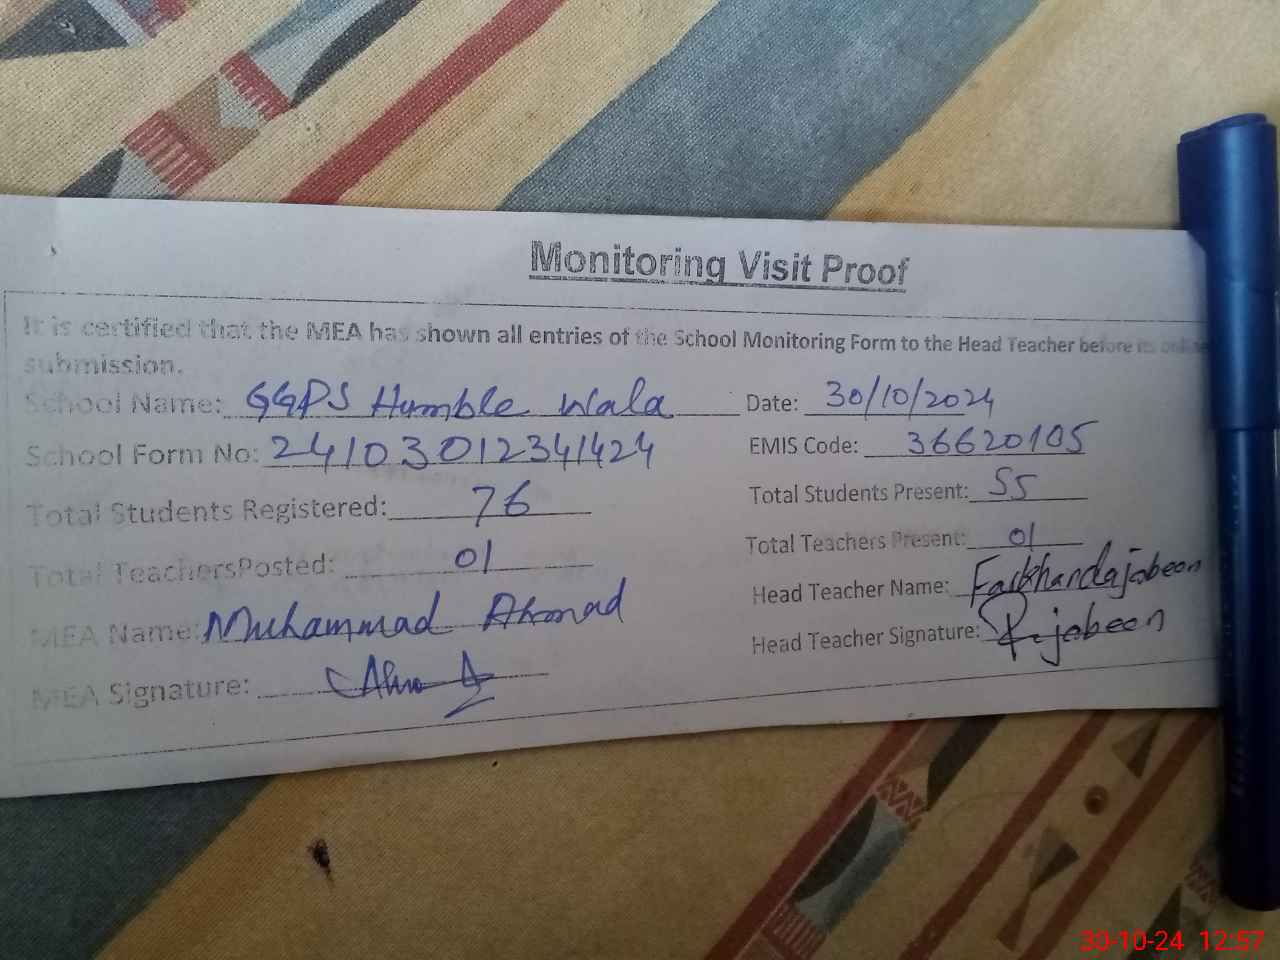 Monitoring Visit Proof
It is certified that the MEA has shown all entries of the School Monitoring Form to the Head Teacher before its online
submission.
School Name: GGPS Humble Wala Date: 30/10/2024
School Form No: 24103012341424 EMIS Code: 36620105
Total Students Registered: 76 Total Students Present: 55
Total TeachersPosted: 01 Total Teachers Present: 01
MEA Name: Muhammad Ahmad Head Teacher Name: Farkhandajabeen
MEA Signature: Head Teacher Signature: F.jabeen
30-10-24 12:57